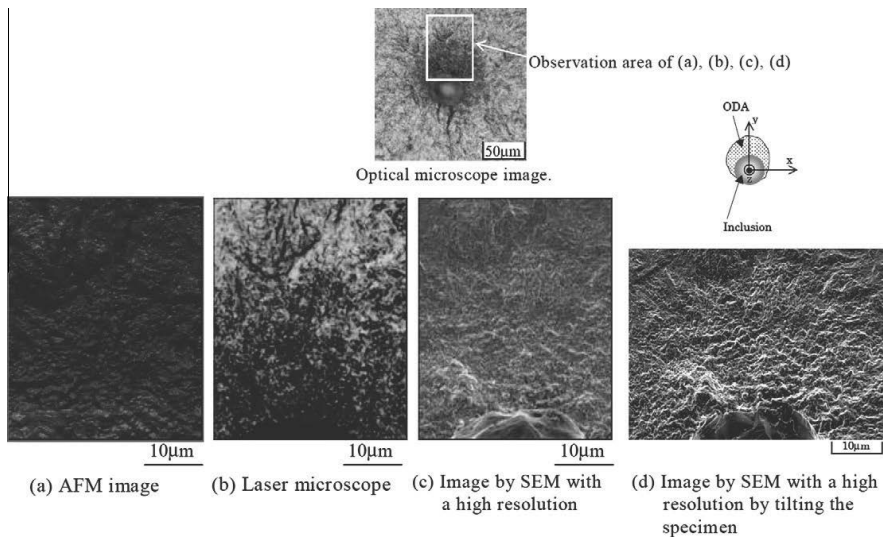 Observation area of (a), (b), (c), (d)
50μm
Optical microscope image.
ODA
y
x
z
Inclusion
10μm
10μm
10μm
10μm
(a) AFM image
(b) Laser microscope
(c) Image by SEM with
a high resolution
(d) Image by SEM with a high
resolution by tilting the
specimen